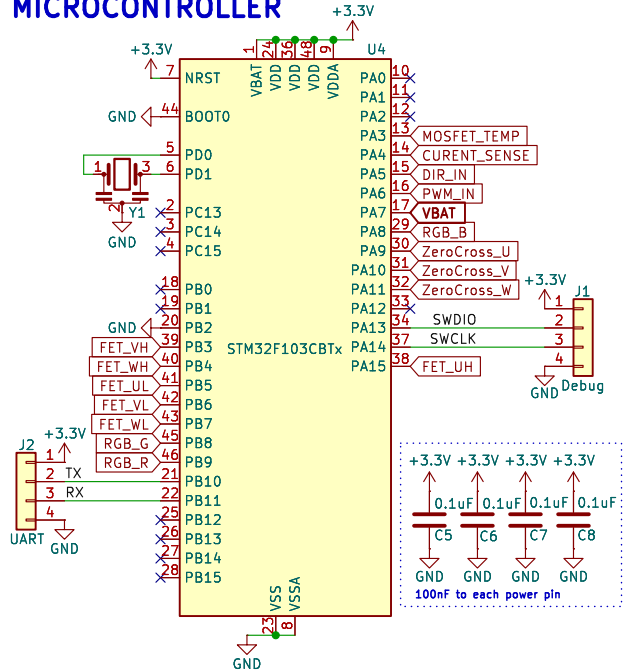 MICROCONTROLLER
+3.3V
U4
1 24 36 48 9
VBAT VDD VDD VDD VDDA
+3.3V
7 NRST PA0 10
PA1 11
GND 44 BOOT0 PA2 12
PA3 13 MOSFET_TEMP
5 PD0 PA4 14 CURENT_SENSE
1 3 6 PD1 PA5 15 DIR_IN
PA6 16 PWM_IN
2 Y1 2 PC13 PA7 17 VBAT
GND 3 PC14 PA8 29 RGB_B
4 PC15 PA9 30 ZeroCross_U
PA10 31 ZeroCross_V
18 PB0 PA11 32 ZeroCross_W
19 PB1 PA12 33
GND 20 PB2 PA13 34 SWDIO
FET_VH 39 PB3 PA14 37 SWCLK
FET_WH 40 PB4 PA15 38 FET_UH
FET_UL 41 PB5
FET_VL 42 PB6
FET_WL 43 PB7
RGB_G 45 PB8
RGB_R 46 PB9
21 PB10
22 PB11
25 PB12
26 PB13
27 PB14
28 PB15
STM32F103CBTx
VSS VSSA
23 8
GND
+3.3V J1
1
2
3
4
GND Debug
J2 +3.3V
1
2 TX
3 RX
4
UART GND
+3.3V +3.3V +3.3V +3.3V
0.1uF 0.1uF 0.1uF 0.1uF
C5 C6 C7 C8
GND GND GND GND
100nF to each power pin